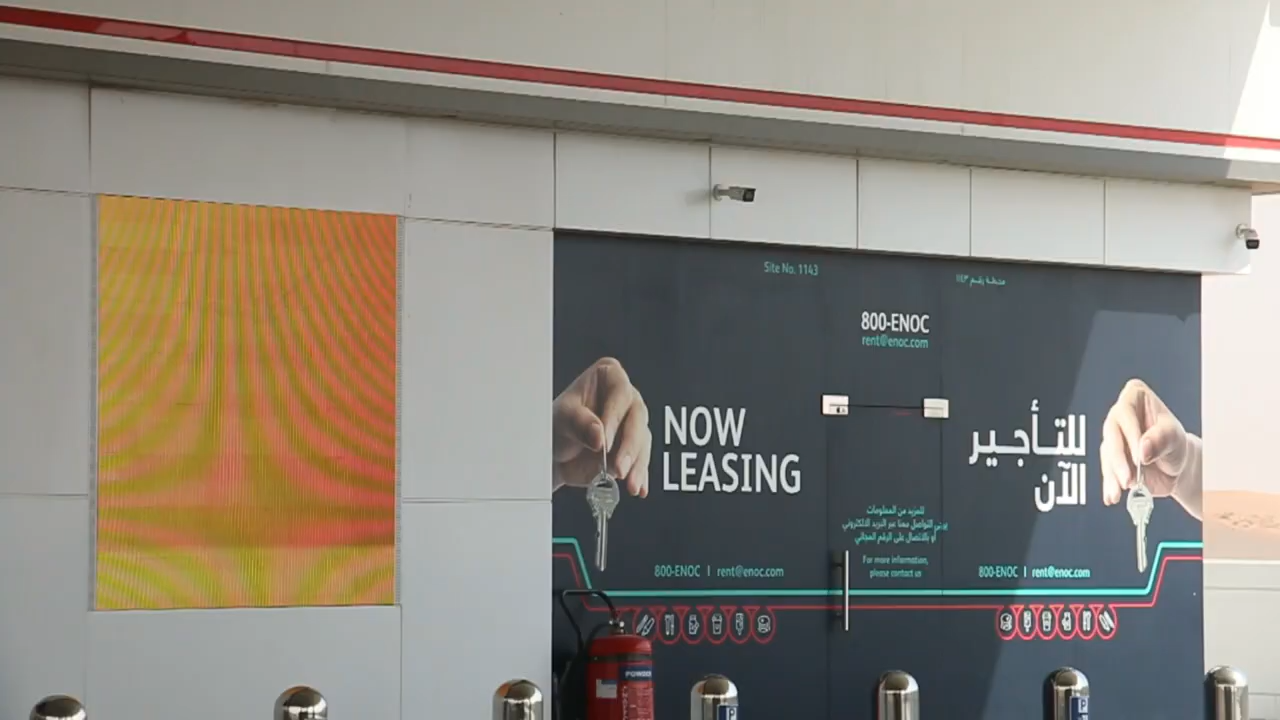 Site No. 1143
محطة رقم ١١٤٣
800-ENOC
rent@enoc.com
NOW
LEASING
للتأجير
الآن
للمزيد من المعلومات
يرجى التواصل معنا عبر البريد الالكتروني
أو بالاتصال على الرقم المجاني
For more information,
please contact us
800-ENOC | rent@enoc.com
800-ENOC | rent@enoc.com
POWDER
P
P